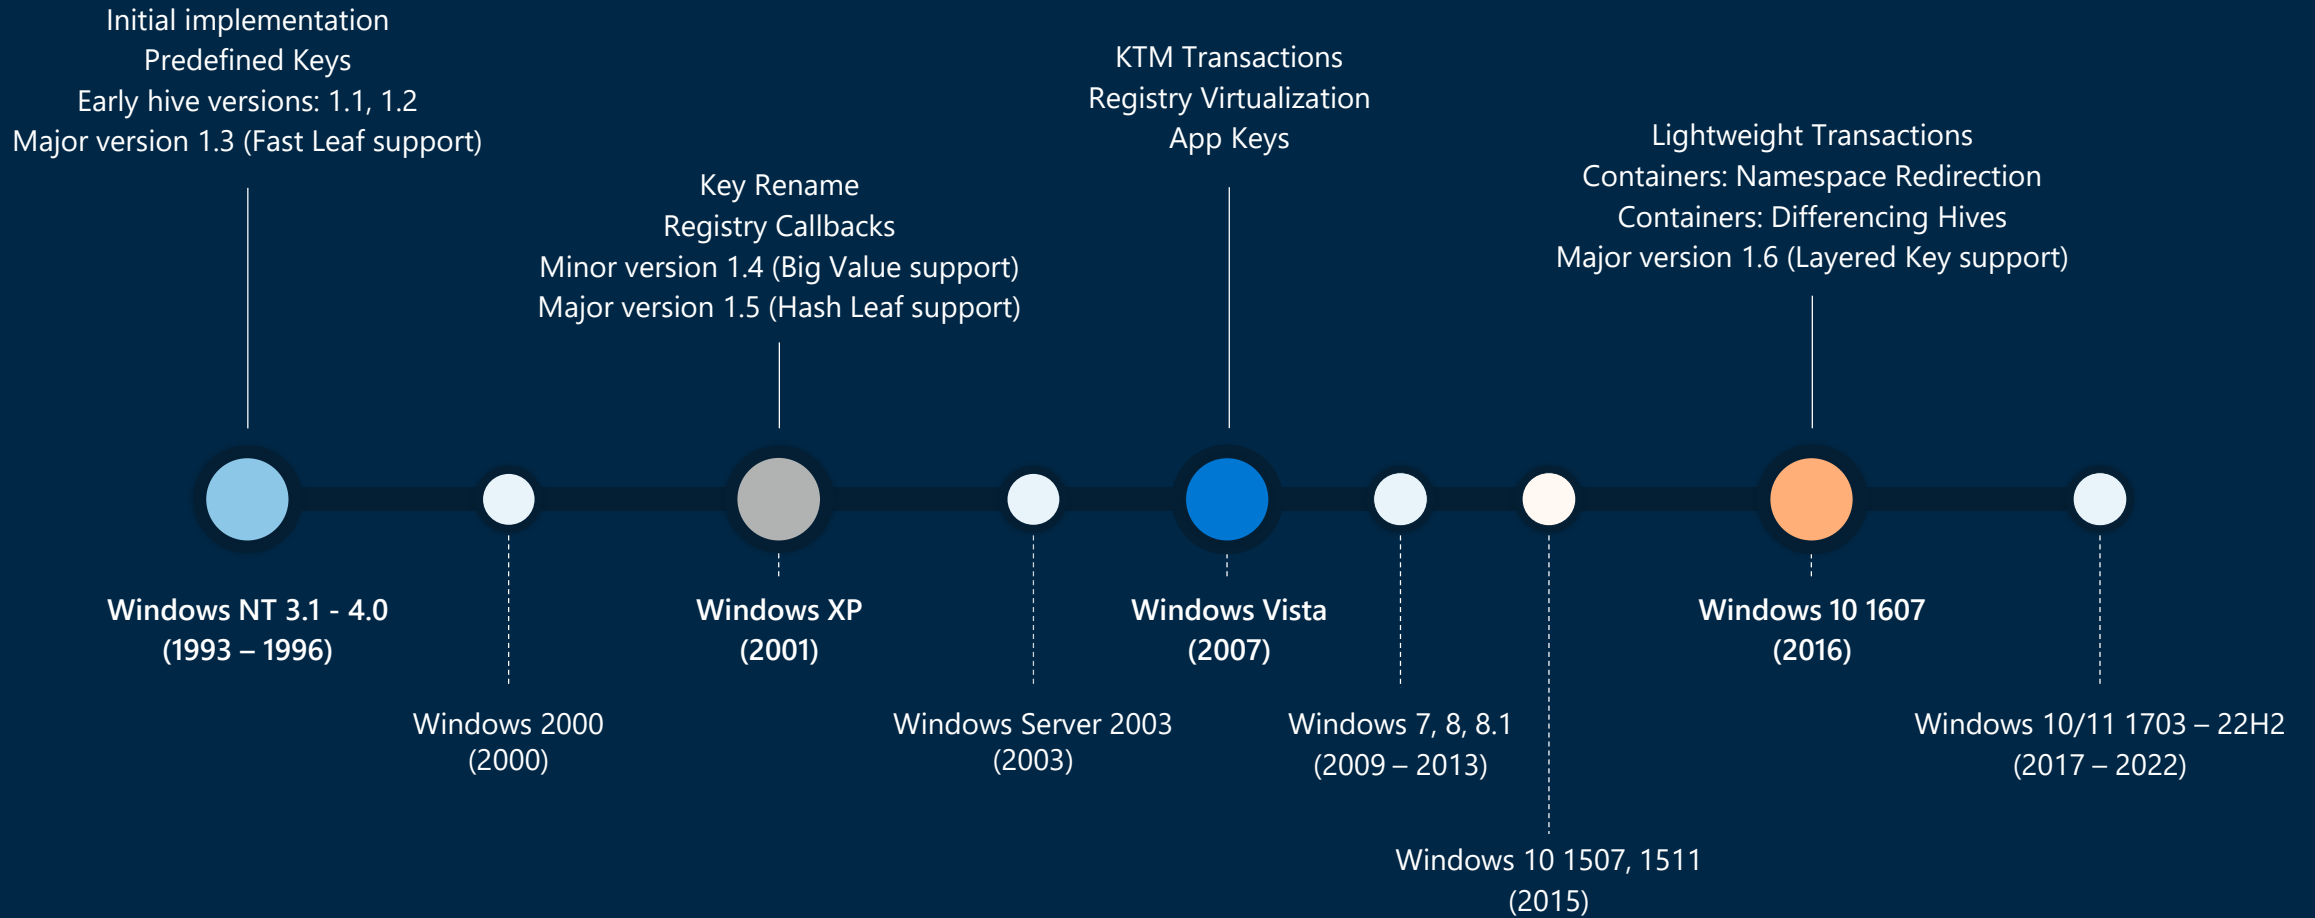 Initial implementation
Predefined Keys
Early hive versions: 1.1, 1.2
Major version 1.3 (Fast Leaf support)
Key Rename
Registry Callbacks
Minor version 1.4 (Big Value support)
Major version 1.5 (Hash Leaf support)
KTM Transactions
Registry Virtualization
App Keys
Lightweight Transactions
Containers: Namespace Redirection
Containers: Differencing Hives
Major version 1.6 (Layered Key support)
Windows NT 3.1 - 4.0
(1993 – 1996)
Windows 2000
(2000)
Windows XP
(2001)
Windows Server 2003
(2003)
Windows Vista
(2007)
Windows 7, 8, 8.1
(2009 – 2013)
Windows 10 1507, 1511
(2015)
Windows 10 1607
(2016)
Windows 10/11 1703 – 22H2
(2017 – 2022)